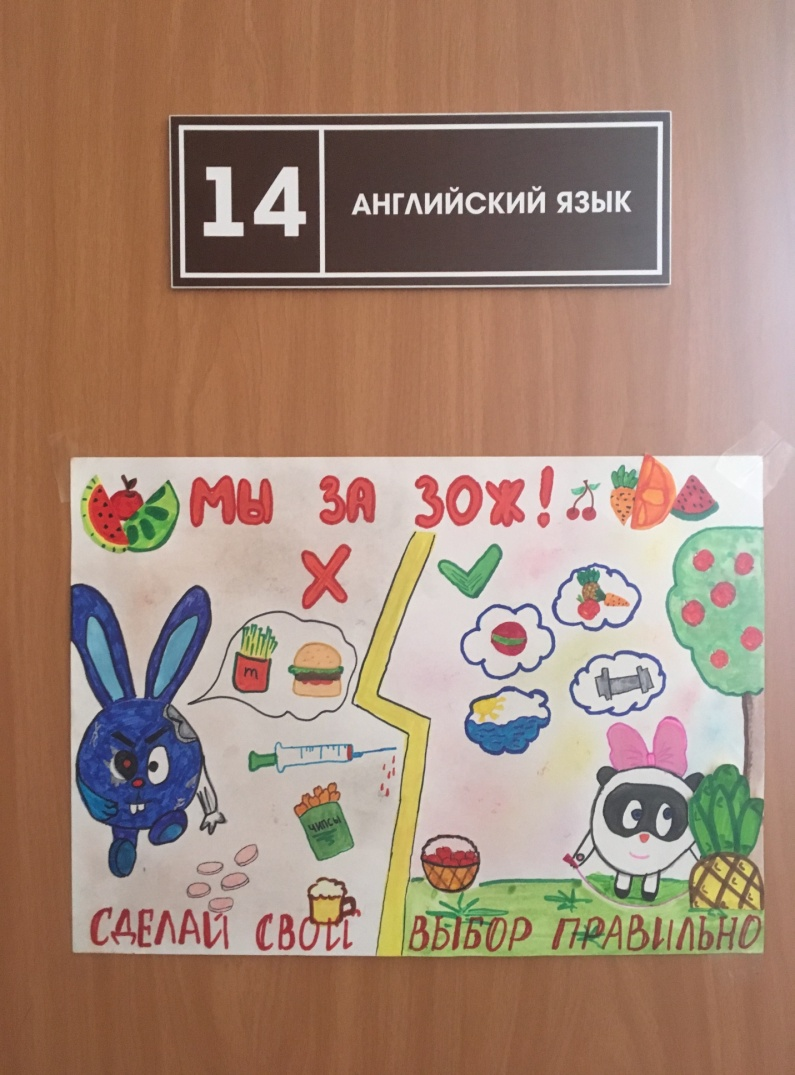 14
АНГЛИЙСКИЙ ЯЗЫК
МЫ ЗА ЗОЖ!
m
ЧИПСЫ
СДЕЛАЙ СВОЙ ВЫБОР ПРАВИЛЬНО